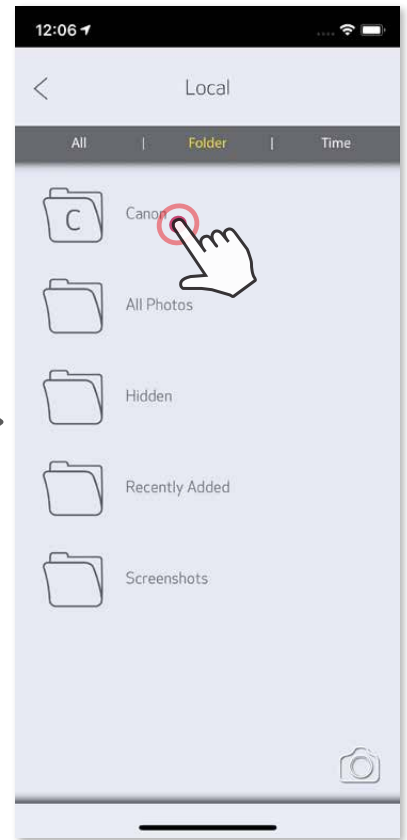 12:06
Local
All | Folder | Time
C Canon
All Photos
Hidden
Recently Added
Screenshots